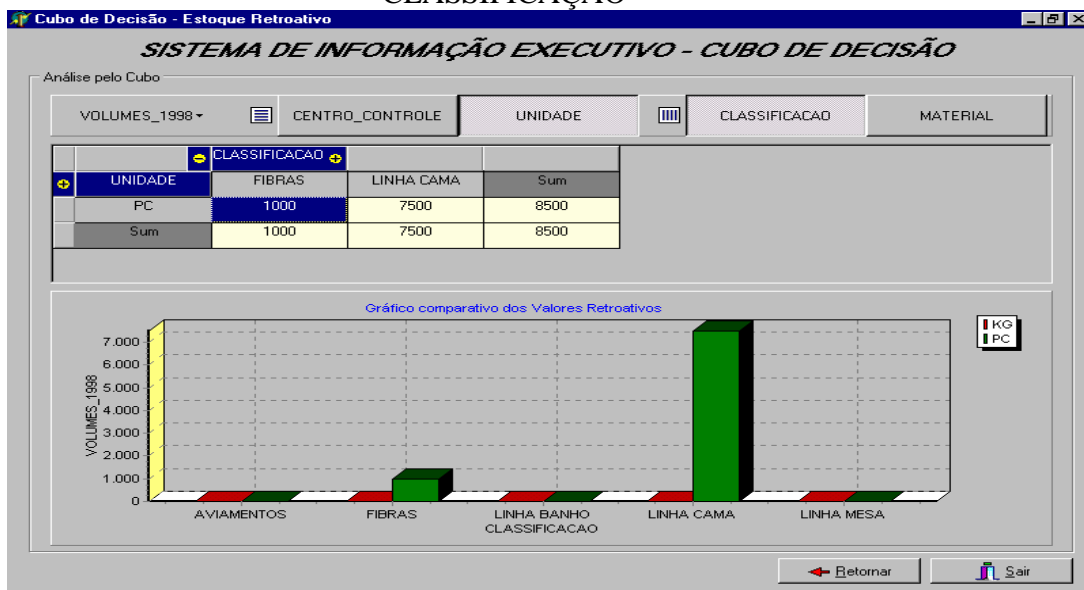 CLASSIFICAÇÃO
Cubo de Decisão - Estoque Retroativo
SISTEMA DE INFORMAÇÃO EXECUTIVO - CUBO DE DECISÃO
Análise pelo Cubo
VOLUMES_1998 CENTRO_CONTROLE UNIDADE CLASSIFICACAO MATERIAL
CLASSIFICACAO
UNIDADE FIBRAS LINHA CAMA Sum
PC 1000 7500 8500
Sum 1000 7500 8500
Gráfico comparativo dos Valores Retroativos
KG
PC
7.000
6.000
5.000
4.000
3.000
2.000
1.000
0
VOLUMES_1998
AVIAMENTOS FIBRAS LINHA BANHO LINHA CAMA LINHA MESA
CLASSIFICACAO
Retornar Sair